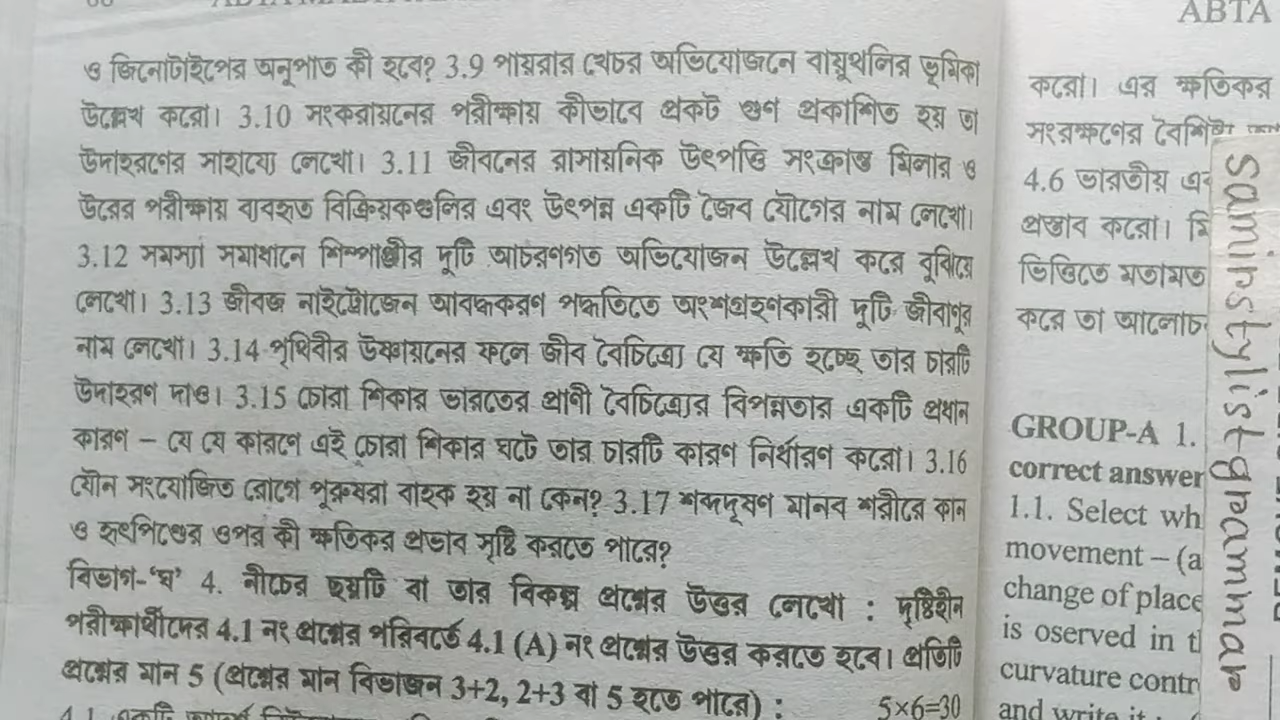 ABTA
ও জিনোটাইপের অনুপাত কী হবে? 3.9 পায়রার খেচর অভিযোজনে বায়ুথলির ভূমিকা
উল্লেখ করো। 3.10 সংকরায়নের পরীক্ষায় কীভাবে প্রকট গুণ প্রকাশিত হয় তা
উদাহরণের সাহায্যে লেখো। 3.11 জীবনের রাসায়নিক উৎপত্তি সংক্রান্ত মিলার ও
উরের পরীক্ষায় ব্যবহৃত বিক্রিয়কগুলির এবং উৎপন্ন একটি জৈব যৌগের নাম লেখো।
3.12 সমস্যা সমাধানে শিম্পাঞ্জীর দুটি আচরণগত অভিযোজন উল্লেখ করে বুঝিয়ে
লেখো। 3.13 জীবজ নাইট্রোজেন আবদ্ধকরণ পদ্ধতিতে অংশগ্রহণকারী দুটি জীবাণুর
নাম লেখো। 3.14 পৃথিবীর উষ্ণায়নের ফলে জীব বৈচিত্র্যে যে ক্ষতি হচ্ছে তার চারটি
উদাহরণ দাও। 3.15 চোরা শিকার ভারতের প্রাণী বৈচিত্র্যের বিপন্নতার একটি প্রধান
কারণ – যে যে কারণে এই চোরা শিকার ঘটে তার চারটি কারণ নির্ধারণ করো। 3.16
যৌন সংযোজিত রোগে পুরুষরা বাহক হয় না কেন? 3.17 শব্দদূষণ মানব শরীরে কান
ও হৃৎপিণ্ডের ওপর কী ক্ষতিকর প্রভাব সৃষ্টি করতে পারে?
বিভাগ-‘ঘ’ 4. নীচের ছয়টি বা তার বিকল্প প্রশ্নের উত্তর লেখো : দৃষ্টিহীন
পরীক্ষার্থীদের 4.1 নং প্রশ্নের পরিবর্তে 4.1 (A) নং প্রশ্নের উত্তর করতে হবে। প্রতিটি
প্রশ্নের মান 5 (প্রশ্নের মান বিভাজন 3+2, 2+3 বা 5 হতে পারে) : 5×6=30
4.1 একটি
করো। এর ক্ষতিকর
সংরক্ষণের
4.6 ভারতীয়
প্রস্তাব করো।
ভিত্তিতে মতামত
করে তা
GROUP-A 1.
correct answer
1.1. Select wh
movement – (a
change of place
is oserved in t
curvature contr
and write it
samirstylistgrammar